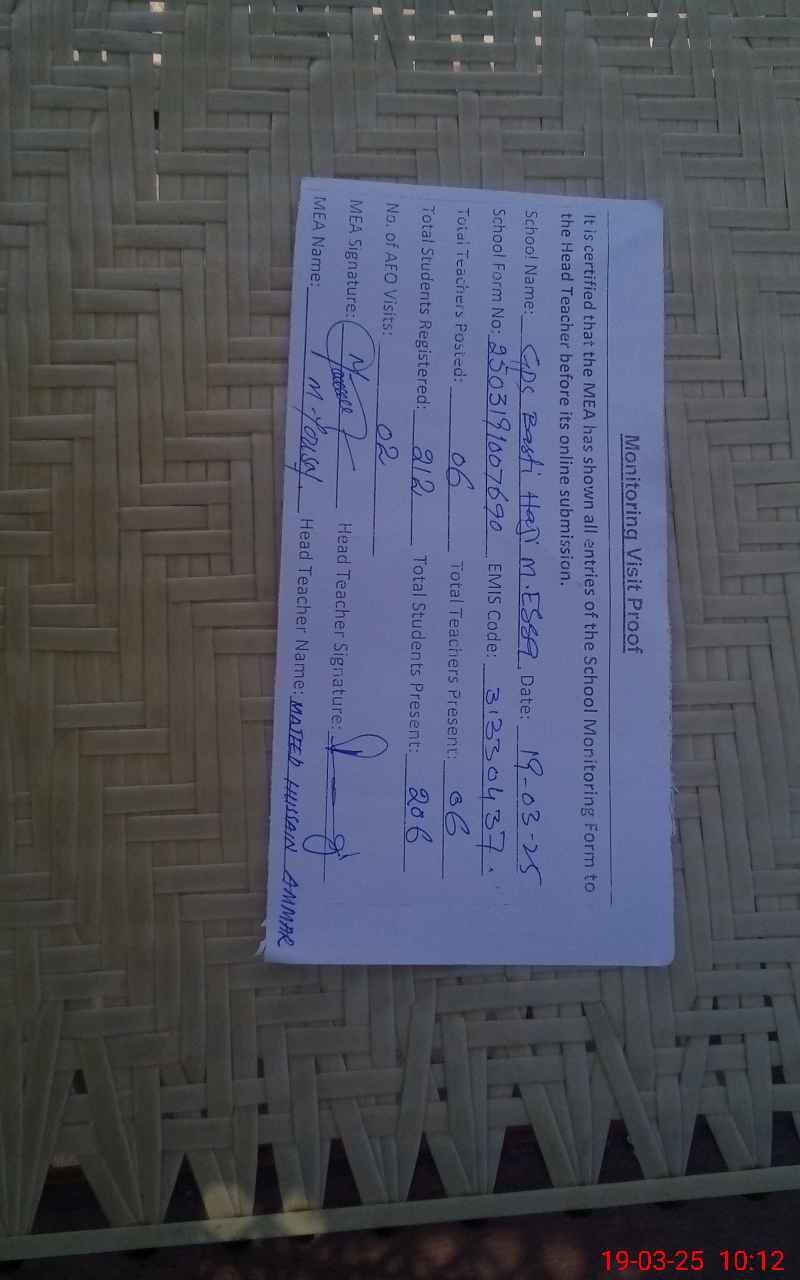 Monitoring Visit Proof
It is certified that the MEA has shown all entries of the School Monitoring Form to
the Head Teacher before its online submission.
School Name: GPS Basti Haji M. ESSA Date: 19-03-25
School Form No: 2503191007690 EMIS Code: 31330437.
Total Teachers Posted: 06 Total Teachers Present: 06
Total Students Registered: 212 Total Students Present: 206
No. of AEO Visits: 02
MEA Signature: Head Teacher Signature:
MEA Name: M. YOUSAF Head Teacher Name: MATEED HUSSAIN AMMAR
19-03-25 10:12